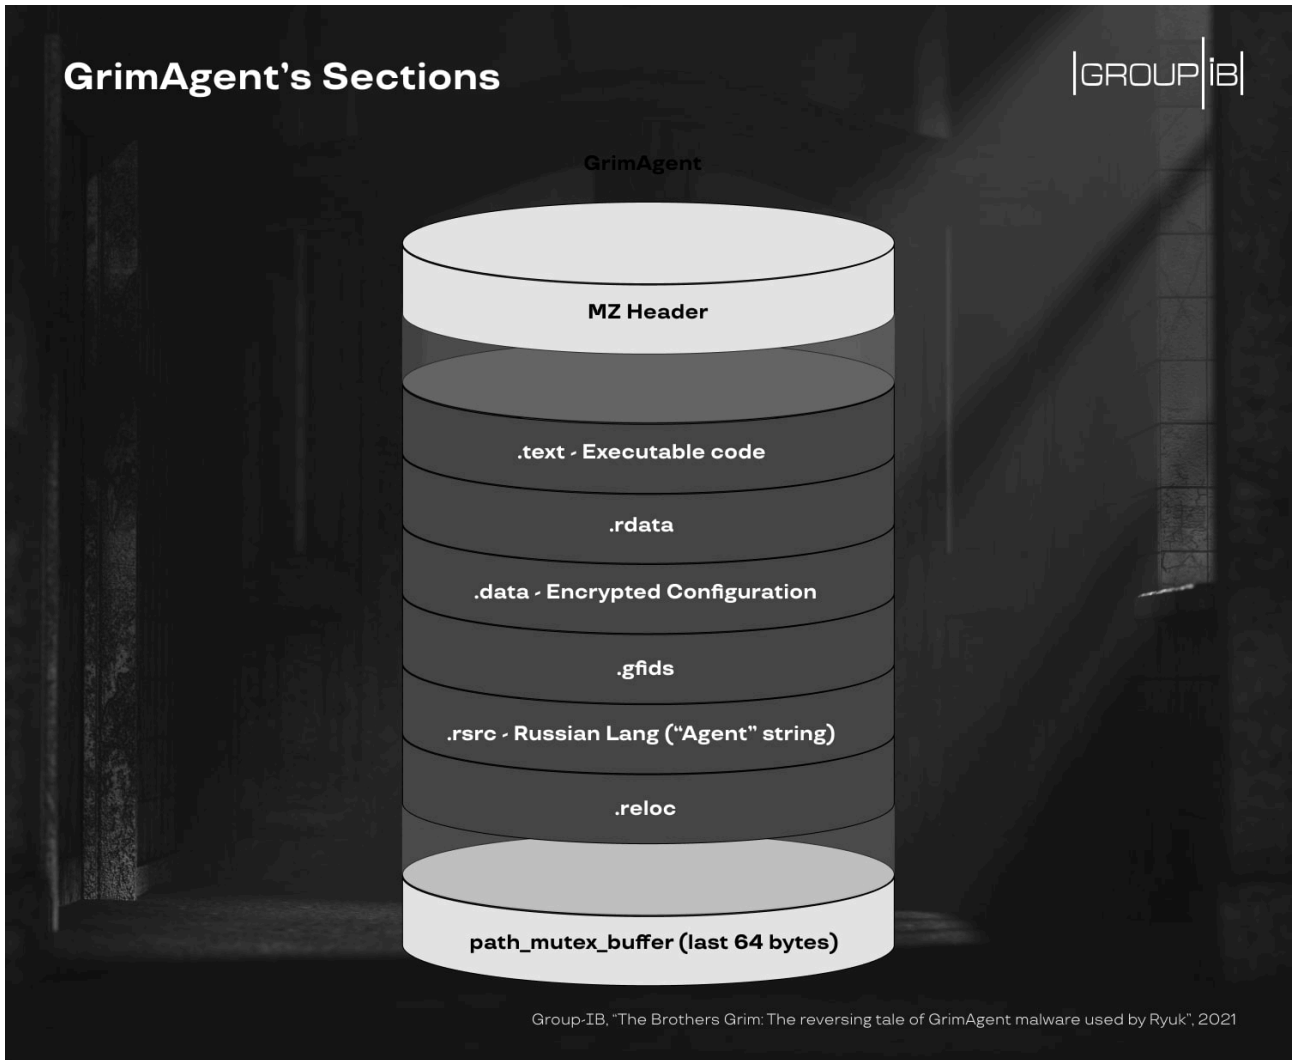 GrimAgent’s Sections
|GROUP|iB|
GrimAgent
MZ Header
.text - Executable code
.rdata
.data - Encrypted Configuration
.gfids
.rsrc - Russian Lang (“Agent” string)
.reloc
path_mutex_buffer (last 64 bytes)
Group-IB, “The Brothers Grim: The reversing tale of GrimAgent malware used by Ryuk”, 2021